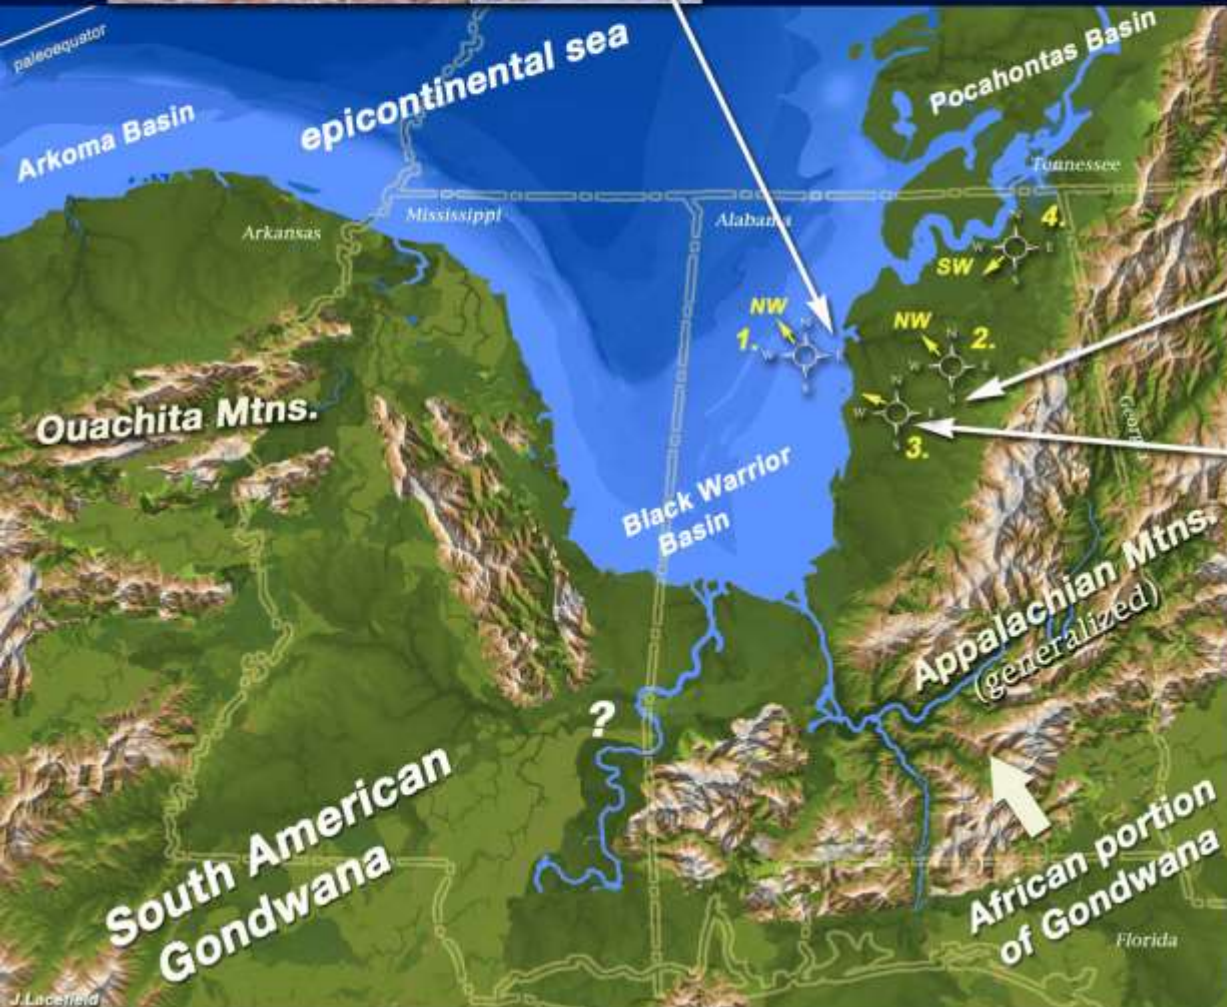 paleoequator
epicontinental sea
Pocahontas Basin
Arkoma Basin
Tennessee
Mississippi
Alabama
Arkansas
4.
N
W
E
SW
S
NW
1.
N
W
E
S
NW
2.
N
W
E
S
N
W
E
S
3.
Ouachita Mtns.
Black Warrior
Basin
Appalachian Mtns.
(generalized)
?
South American
Gondwana
African portion
of Gondwana
Florida
J.Lacefield